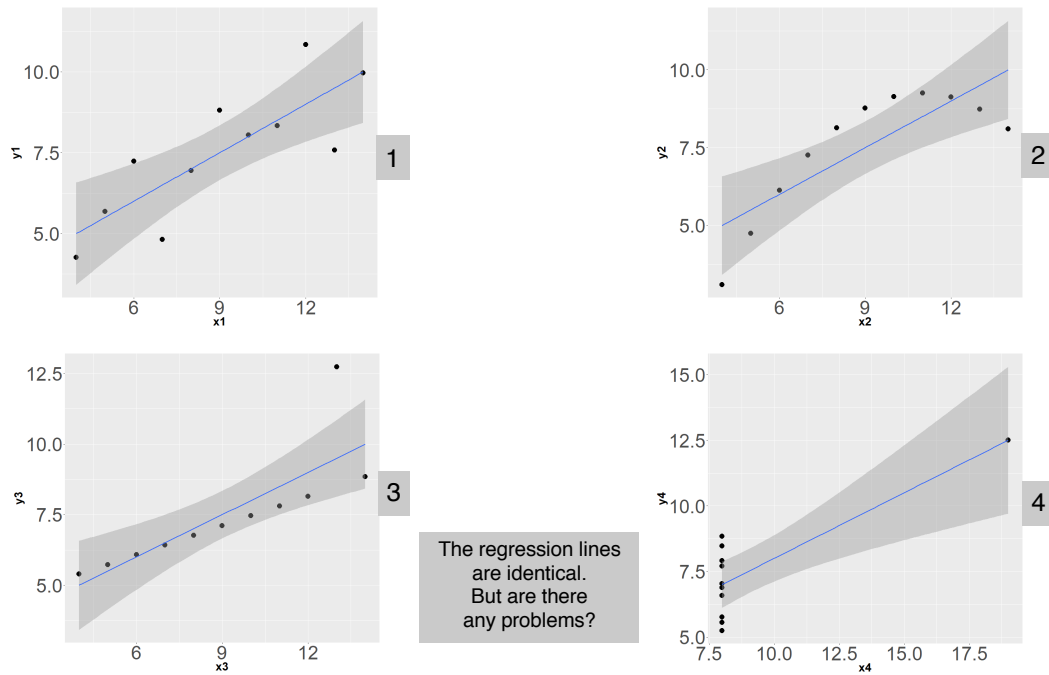 10.0
7.5
5.0
y1
6 9 12
x1
1
10.0
7.5
5.0
y2
6 9 12
x2
2
12.5
10.0
7.5
5.0
y3
6 9 12
x3
3
The regression lines
are identical.
But are there
any problems?
15.0
12.5
10.0
7.5
5.0
y4
7.5 10.0 12.5 15.0 17.5
x4
4